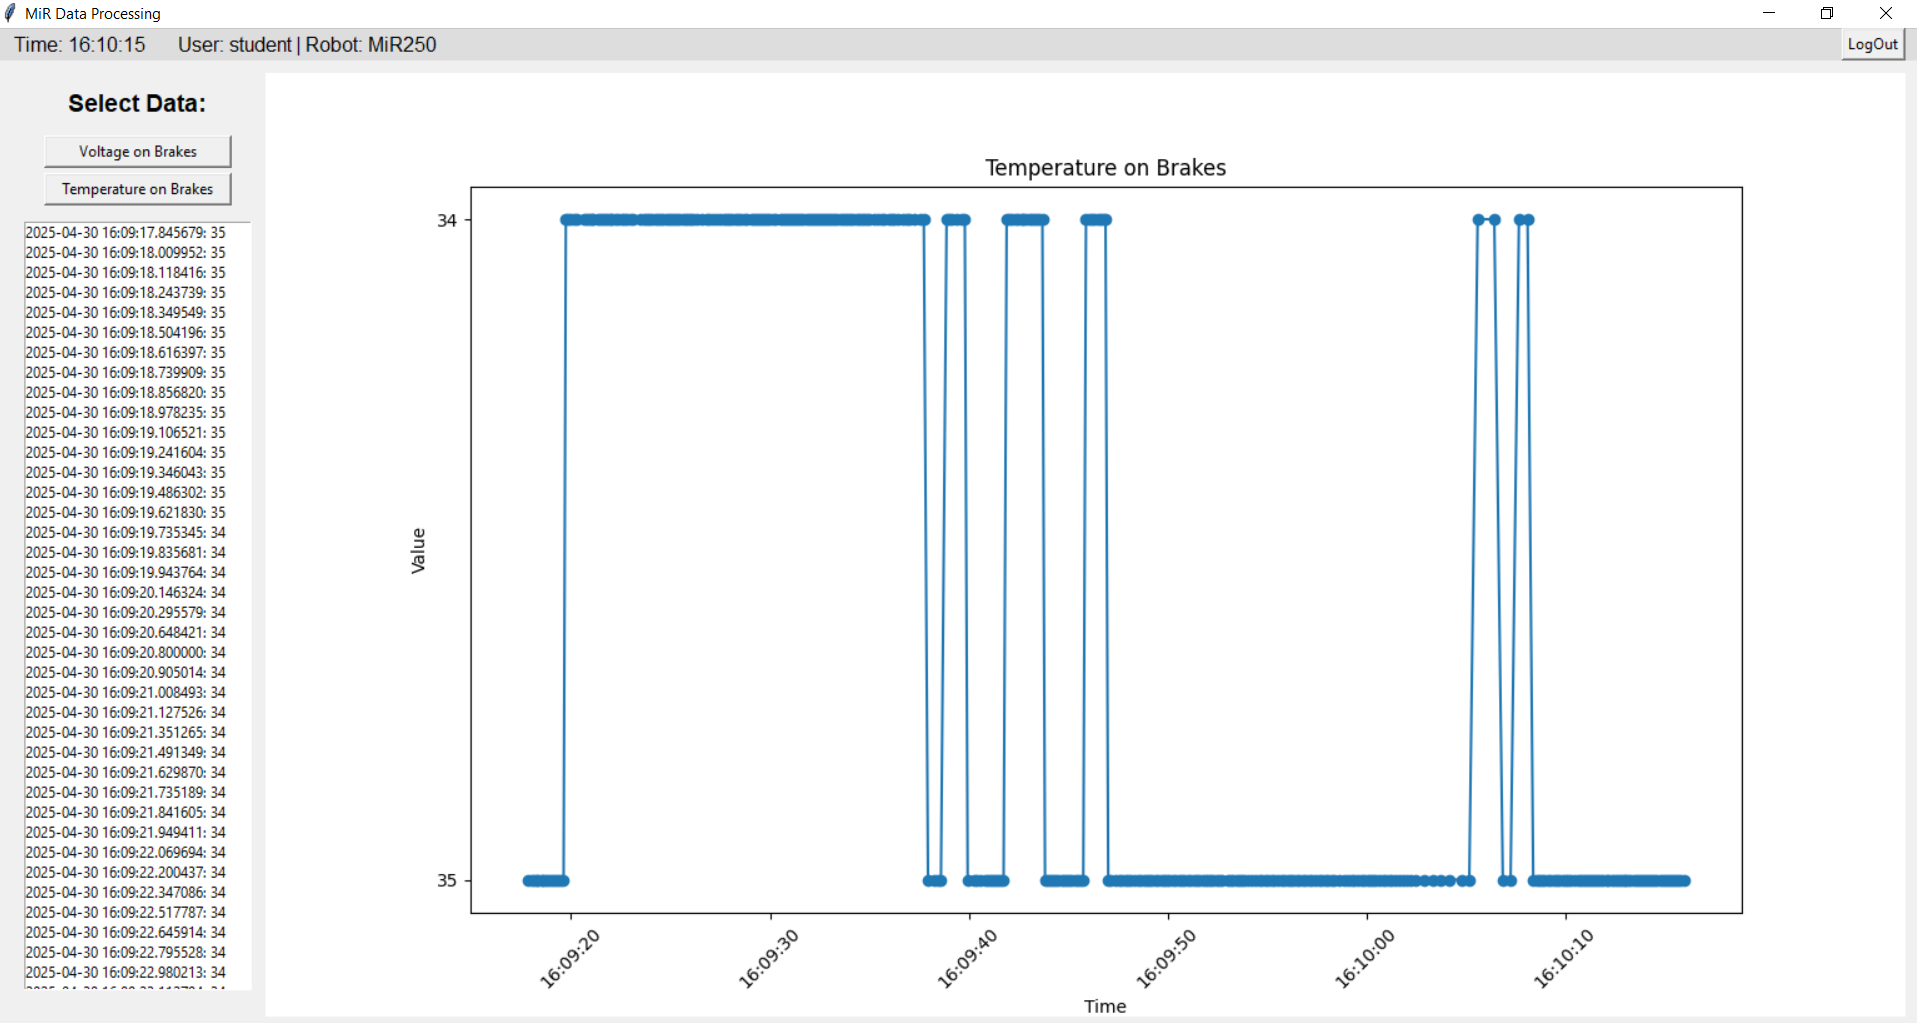 MiR Data Processing
Time: 16:10:15 User: student | Robot: MiR250 LogOut
Select Data:
Voltage on Brakes
Temperature on Brakes
2025-04-30 16:09:17.845679: 35
2025-04-30 16:09:18.009952: 35
2025-04-30 16:09:18.118416: 35
2025-04-30 16:09:18.243739: 35
2025-04-30 16:09:18.349549: 35
2025-04-30 16:09:18.504196: 35
2025-04-30 16:09:18.616397: 35
2025-04-30 16:09:18.739909: 35
2025-04-30 16:09:18.856820: 35
2025-04-30 16:09:18.978235: 35
2025-04-30 16:09:19.106521: 35
2025-04-30 16:09:19.241604: 35
2025-04-30 16:09:19.346043: 35
2025-04-30 16:09:19.486302: 35
2025-04-30 16:09:19.621830: 35
2025-04-30 16:09:19.735345: 34
2025-04-30 16:09:19.835681: 34
2025-04-30 16:09:19.943764: 34
2025-04-30 16:09:20.146324: 34
2025-04-30 16:09:20.295579: 34
2025-04-30 16:09:20.648421: 34
2025-04-30 16:09:20.800000: 34
2025-04-30 16:09:20.905014: 34
2025-04-30 16:09:21.008493: 34
2025-04-30 16:09:21.127526: 34
2025-04-30 16:09:21.351265: 34
2025-04-30 16:09:21.491349: 34
2025-04-30 16:09:21.629870: 34
2025-04-30 16:09:21.735189: 34
2025-04-30 16:09:21.841605: 34
2025-04-30 16:09:21.949411: 34
2025-04-30 16:09:22.069694: 34
2025-04-30 16:09:22.200437: 34
2025-04-30 16:09:22.347086: 34
2025-04-30 16:09:22.517787: 34
2025-04-30 16:09:22.645914: 34
2025-04-30 16:09:22.795528: 34
2025-04-30 16:09:22.980213: 34
Temperature on Brakes
34
Value
35
16:09:20
16:09:30
16:09:40
16:09:50
16:10:00
16:10:10
Time